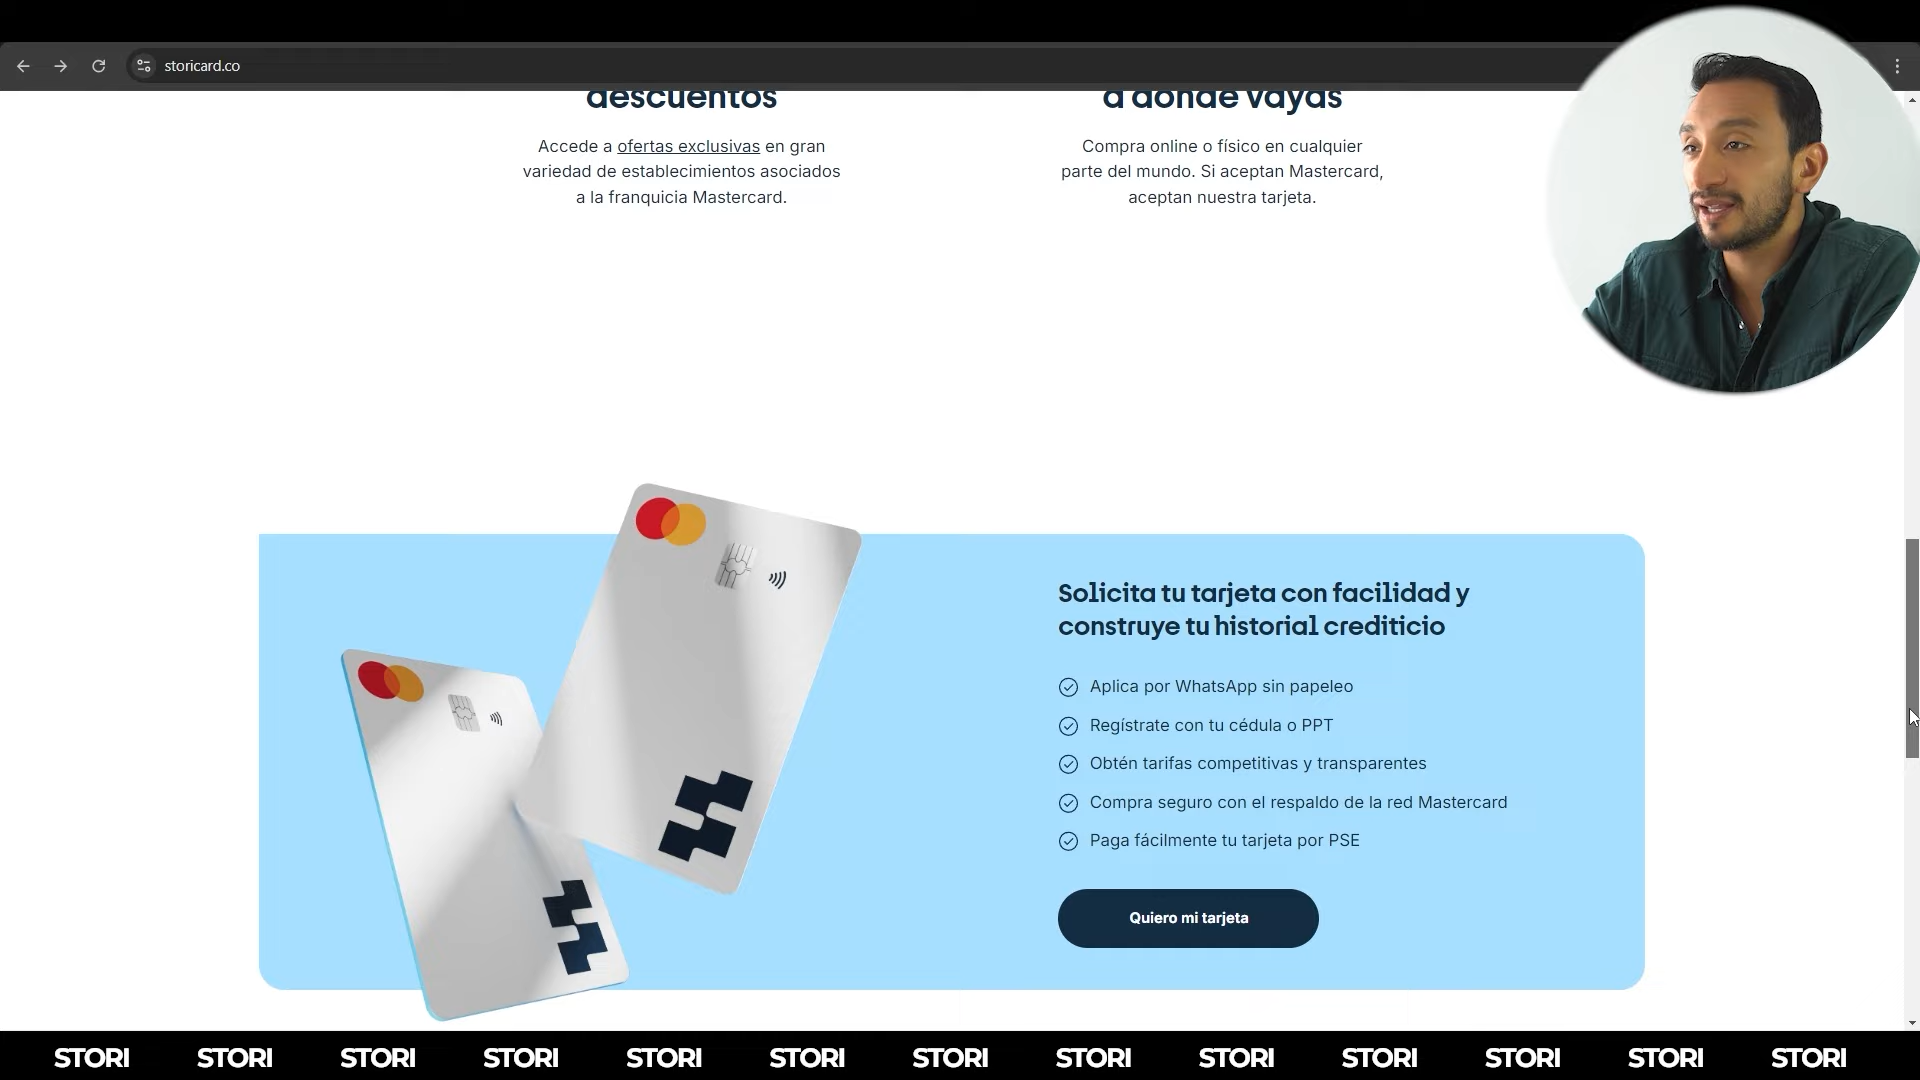 storicard.co
descuentos
a donde vayas
Accede a ofertas exclusivas en gran
variedad de establecimientos asociados
a la franquicia Mastercard.
Compra online o físico en cualquier
parte del mundo. Si aceptan Mastercard,
aceptan nuestra tarjeta.
Solicita tu tarjeta con facilidad y
construye tu historial crediticio
Aplica por WhatsApp sin papeleo
Regístrate con tu cédula o PPT
Obtén tarifas competitivas y transparentes
Compra seguro con el respaldo de la red Mastercard
Paga fácilmente tu tarjeta por PSE
Quiero mi tarjeta
STORI STORI STORI STORI STORI STORI STORI STORI STORI STORI STORI STORI STORI